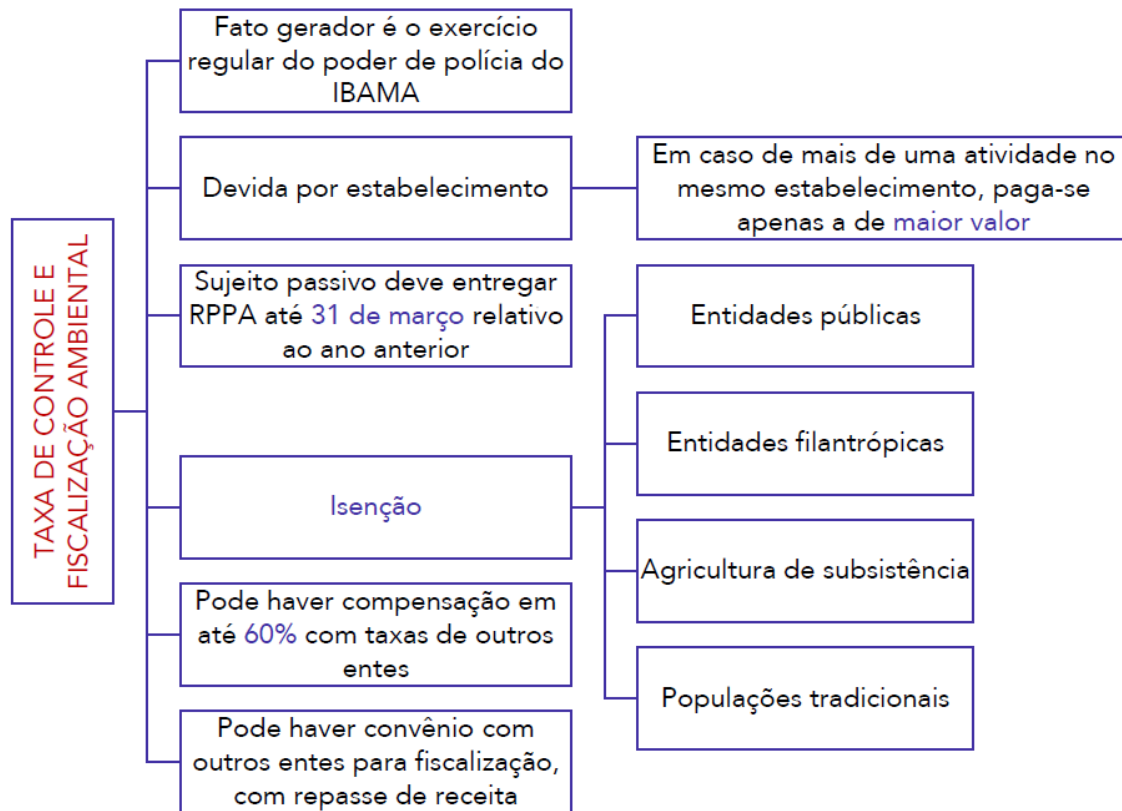 TAXA DE CONTROLE E
FISCALIZAÇÃO AMBIENTAL
Fato gerador é o exercício
regular do poder de polícia do
IBAMA
Devida por estabelecimento
Em caso de mais de uma atividade no
mesmo estabelecimento, paga-se
apenas a de maior valor
Sujeito passivo deve entregar
RPPA até 31 de março relativo
ao ano anterior
Isenção
Entidades públicas
Entidades filantrópicas
Agricultura de subsistência
Populações tradicionais
Pode haver compensação em
até 60% com taxas de outros
entes
Pode haver convênio com
outros entes para fiscalização,
com repasse de receita